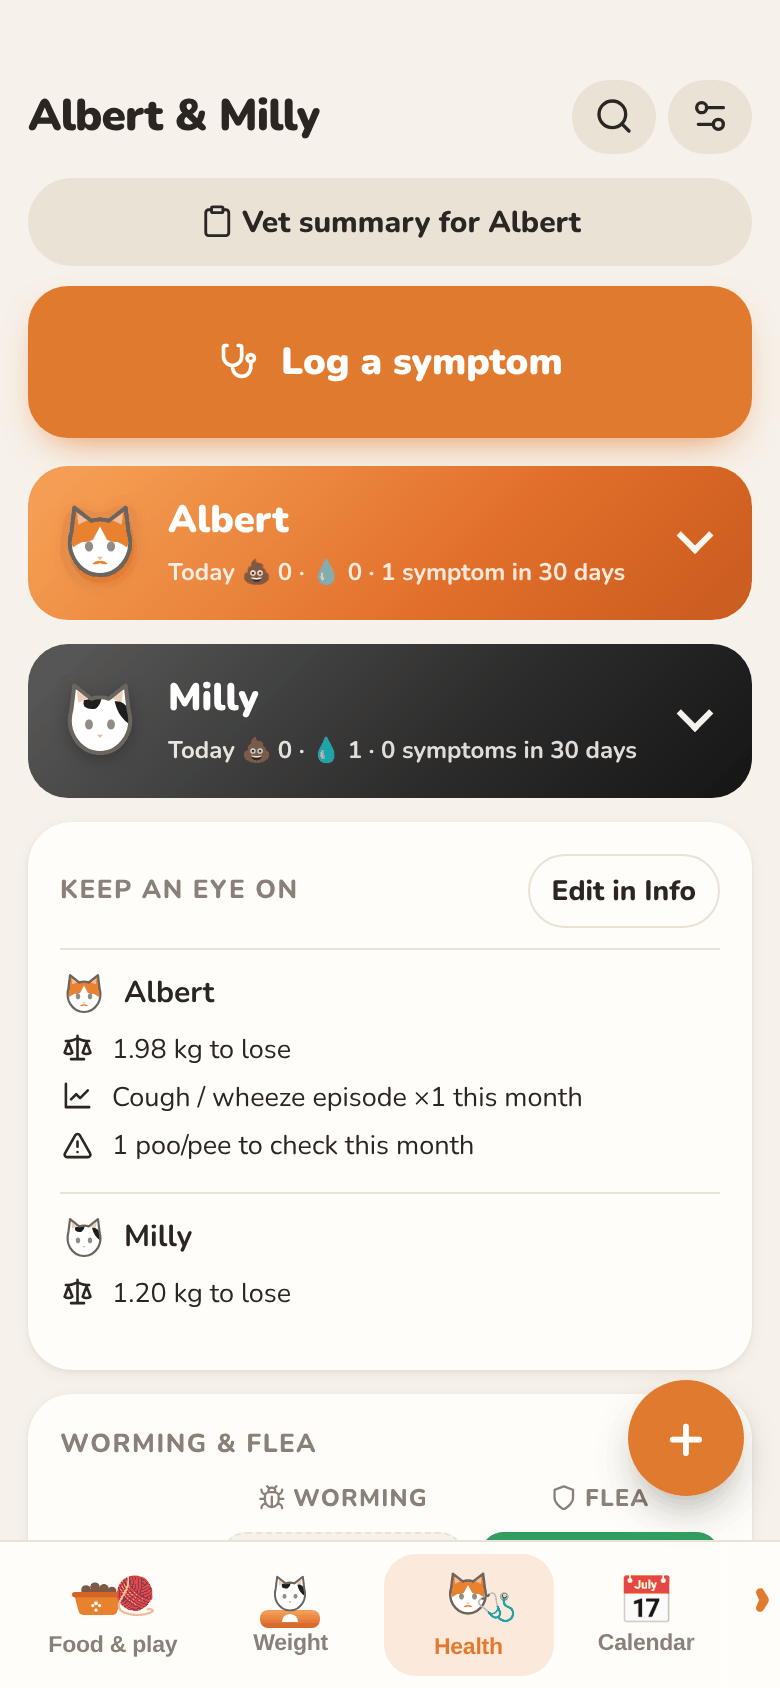 Albert & Milly
Vet summary for Albert
Log a symptom
Albert
Today 💩 0 · 💧 0 · 1 symptom in 30 days
Milly
Today 💩 0 · 💧 1 · 0 symptoms in 30 days
KEEP AN EYE ON
Edit in Info
Albert
1.98 kg to lose
Cough / wheeze episode ×1 this month
1 poo/pee to check this month
Milly
1.20 kg to lose
WORMING & FLEA
WORMING FLEA
July
17
Food & play Weight Health Calendar